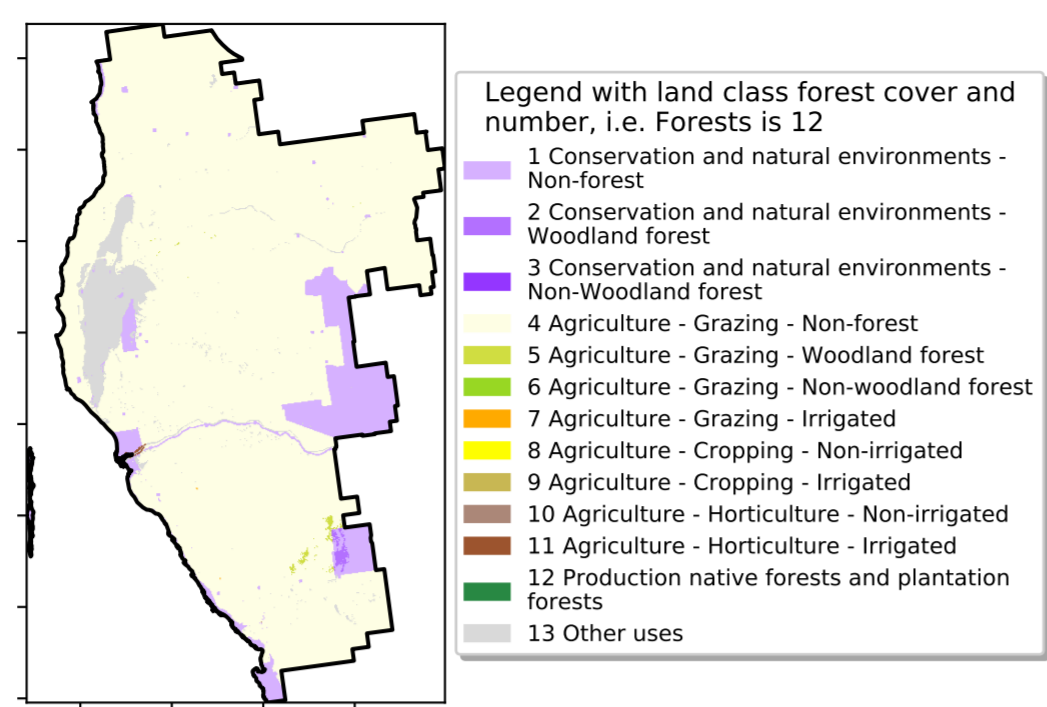 Legend with land class forest cover and
number, i.e. Forests is 12
1 Conservation and natural environments -
Non-forest
2 Conservation and natural environments -
Woodland forest
3 Conservation and natural environments -
Non-Woodland forest
4 Agriculture - Grazing - Non-forest
5 Agriculture - Grazing - Woodland forest
6 Agriculture - Grazing - Non-woodland forest
7 Agriculture - Grazing - Irrigated
8 Agriculture - Cropping - Non-irrigated
9 Agriculture - Cropping - Irrigated
10 Agriculture - Horticulture - Non-irrigated
11 Agriculture - Horticulture - Irrigated
12 Production native forests and plantation
forests
13 Other uses